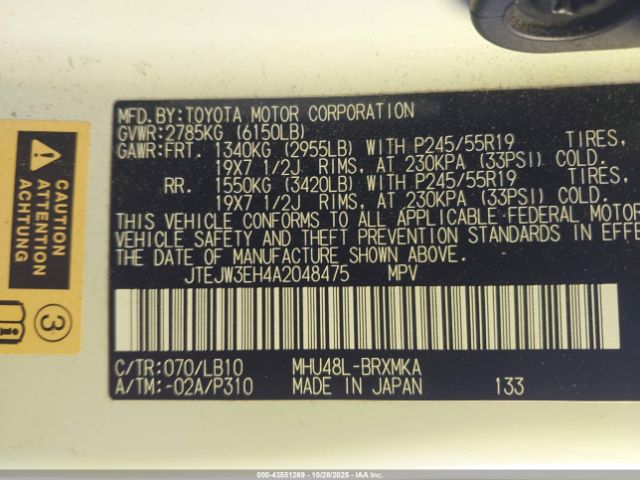 MFD.BY:TOYOTA MOTOR CORPORATION
GVWR:2785KG (6150LB)
GAWR:FRT. 1340KG (2955LB) WITH P245/55R19 TIRES,
19X7 1/2J RIMS, AT 230KPA (33PSI) COLD.
RR. 1550KG (3420LB) WITH P245/55R19 TIRES,
19X7 1/2J RIMS, AT 230KPA (33PSI) COLD.
THIS VEHICLE CONFORMS TO ALL APPLICABLE FEDERAL MOTOR
VEHICLE SAFETY AND THEFT PREVENTION STANDARDS IN EFFE
THE DATE OF MANUFACTURE SHOWN ABOVE.
JTEJW3EH4A2048475 MPV
C/TR:070/LB10 MHU48L-BRXMKA
A/TM:-02A/P310 MADE IN JAPAN 133
CAUTION
ATTENTION
ACHTUNG
3
000-43551269 - 10/28/2025 - IAAI.com